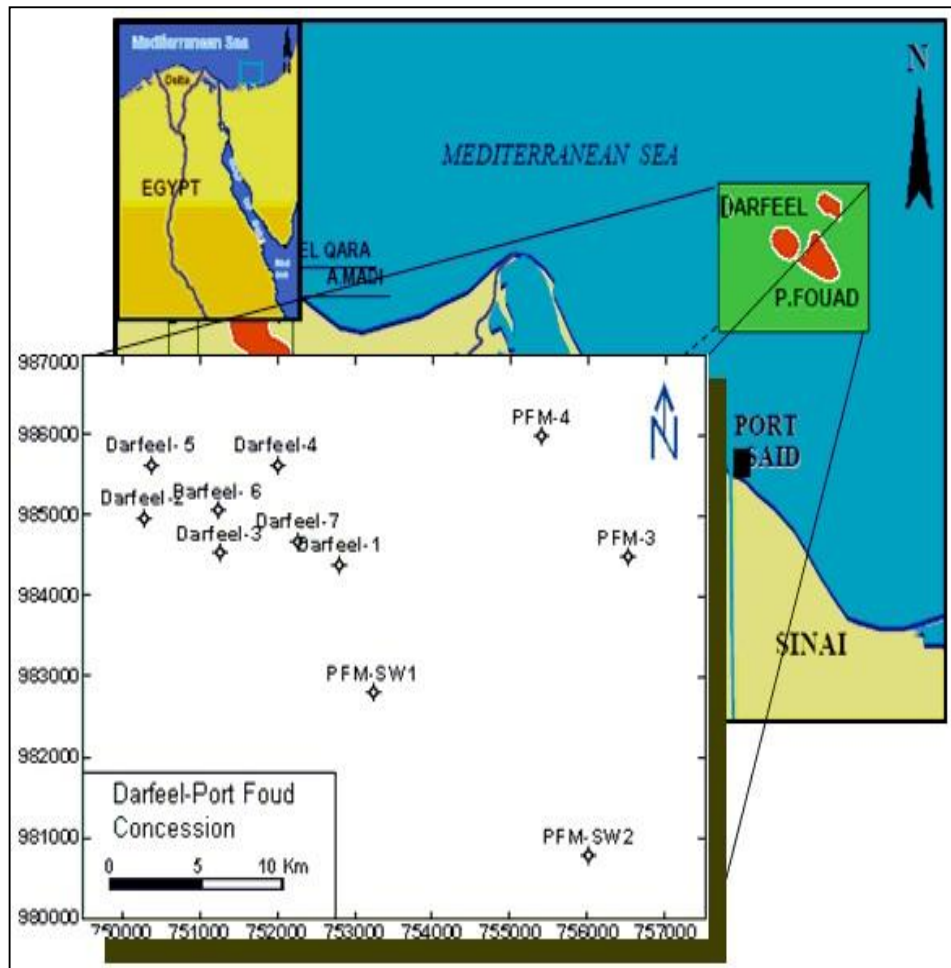 Mediterranean Sea
N
Delta
EGYPT
MEDITERRANEAN SEA
N
DARFEEL
P.FOUAD
EL QARA
A.MADI
PORT
SAID
SINAI
987000
986000
985000
984000
983000
982000
981000
980000
N
PFM-4
Darfeel- 5
Darfeel-4
Darfeel-2
Darfeel- 6
Darfeel-7
Darfeel-3
Darfeel-1
PFM-3
PFM-SW1
PFM-SW2
Darfeel-Port Foud
Concession
0 5 10 Km
750000 751000 752000 753000 754000 755000 756000 757000